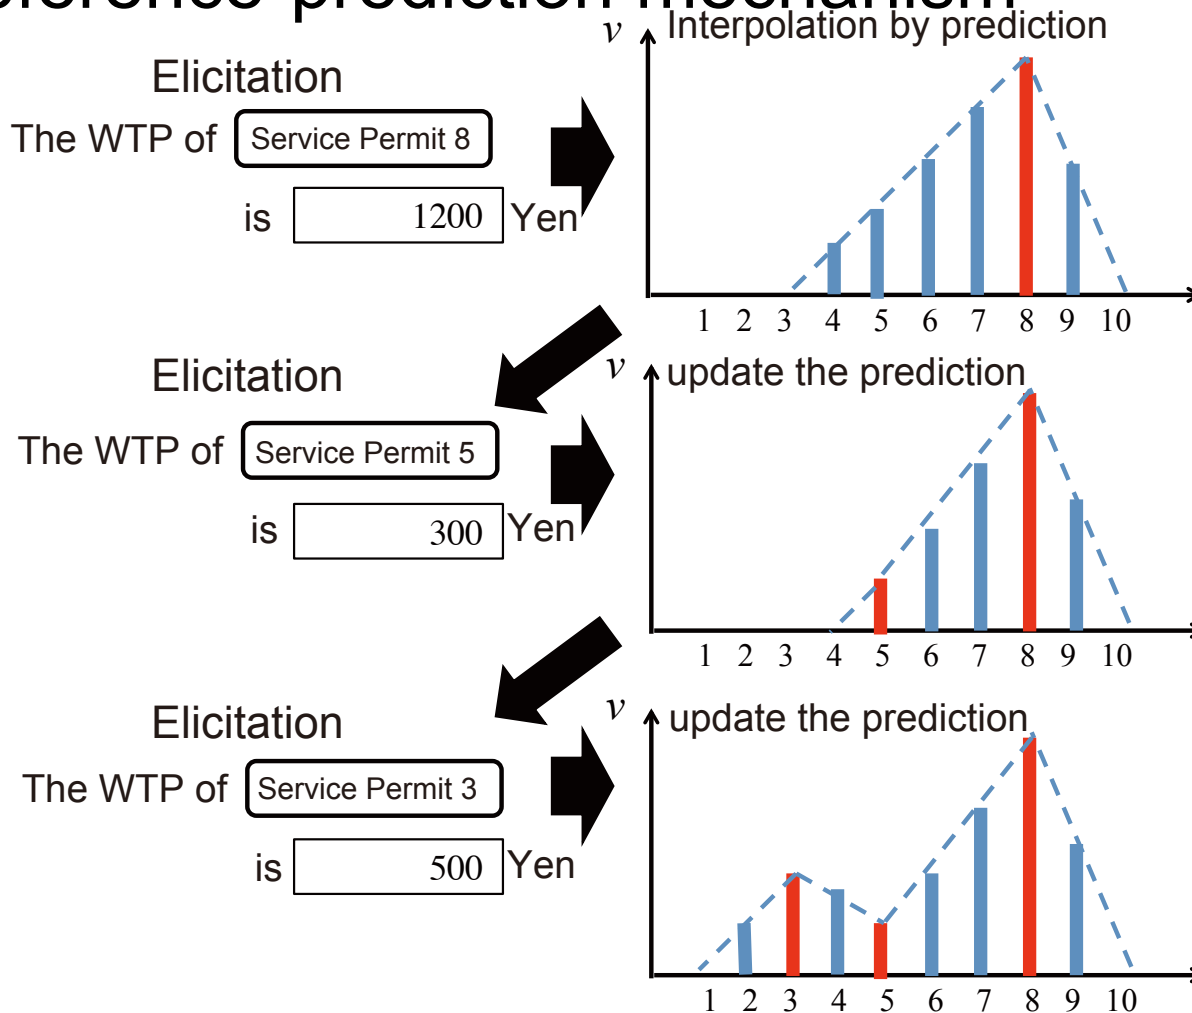 prediction mechanism
Elicitation
The WTP of Service Permit 8
is 1200 Yen
v Interpolation by prediction
1 2 3 4 5 6 7 8 9 10
Elicitation
The WTP of Service Permit 5
is 300 Yen
v update the prediction
1 2 3 4 5 6 7 8 9 10
Elicitation
The WTP of Service Permit 3
is 500 Yen
v update the prediction
1 2 3 4 5 6 7 8 9 10